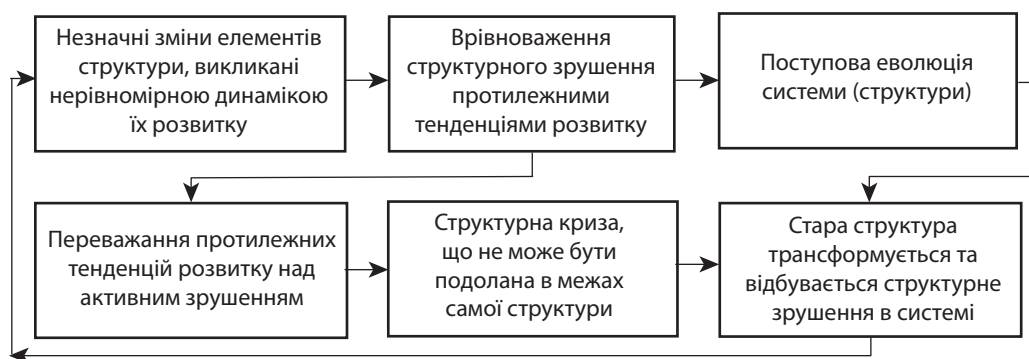 Незначні зміни елементів
структури, викликані
нерівномірною динамікою
їх розвитку
Врівноваження
структурного зрушення
протилежними
тенденціями розвитку
Поступова еволюція
системи (структури)
Переважання протилежних
тенденцій розвитку над
активним зрушенням
Структурна криза,
що не може бути
подолана в межах
самої структури
Стара структура
трансформується та
відбувається структурне
зрушення в системі